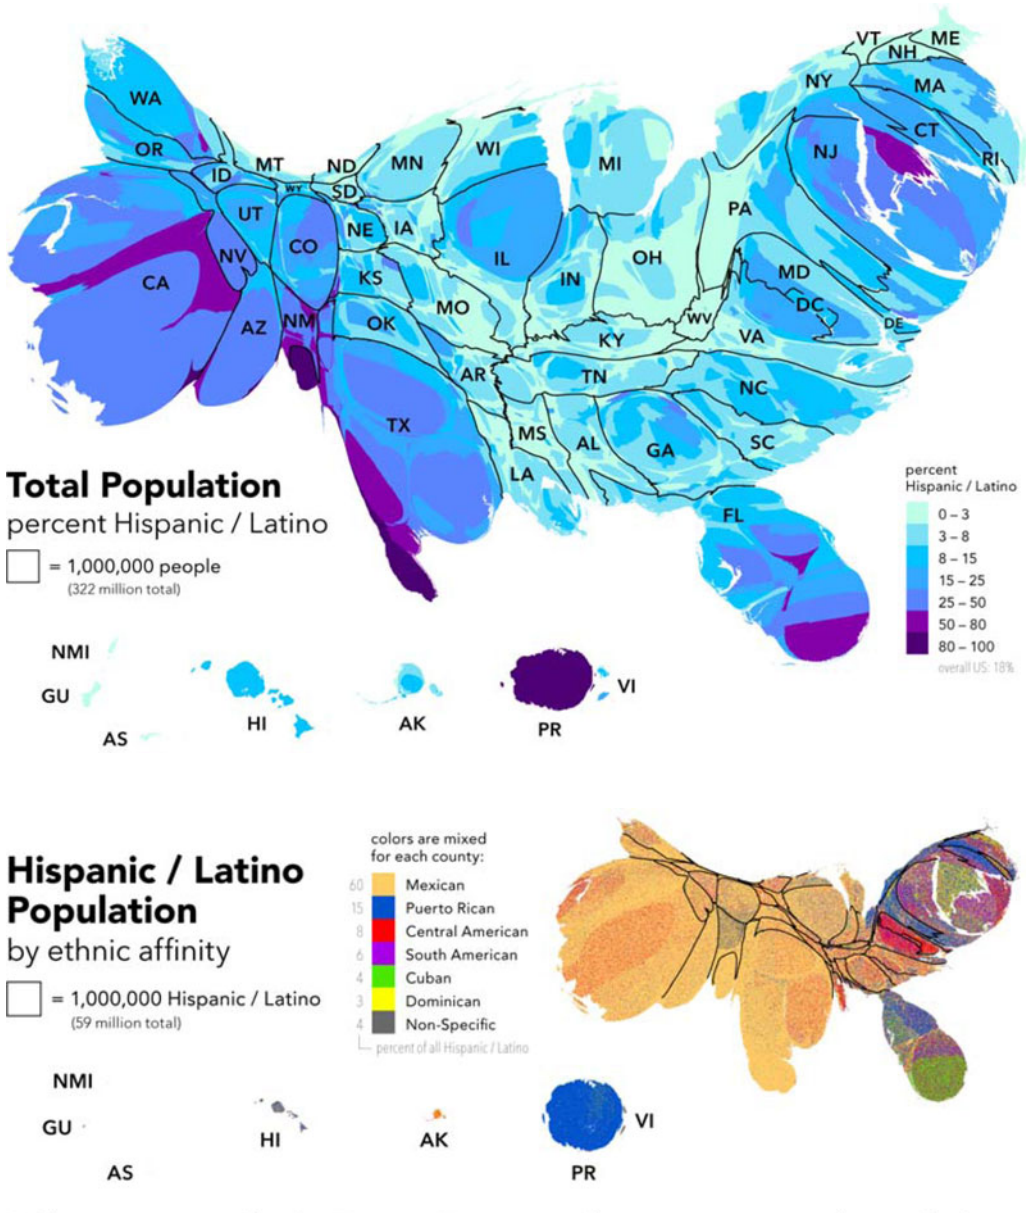 VT
ME
NH
NY
MA
WA
CT
OR
MT
ND
MN
WI
MI
NJ
RI
ID
WY
SD
UT
NE
IA
PA
NV
CO
IL
OH
CA
KS
IN
MD
MO
DC
AZ
NM
OK
KY
WV
VA
DE
AR
TN
NC
TX
MS
AL
GA
SC
LA
FL
Total Population
percent Hispanic / Latino
= 1,000,000 people
(322 million total)
percent
Hispanic / Latino
0 – 3
3 – 8
8 – 15
15 – 25
25 – 50
50 – 80
80 – 100
overall US: 18%
NMI
GU
AS
HI
AK
PR
VI
Hispanic / Latino
Population
by ethnic affinity
= 1,000,000 Hispanic / Latino
(59 million total)
colors are mixed
for each county:
60 Mexican
15 Puerto Rican
8 Central American
6 South American
4 Cuban
3 Dominican
4 Non-Specific
percent of all Hispanic / Latino
NMI
GU
AS
HI
AK
PR
VI